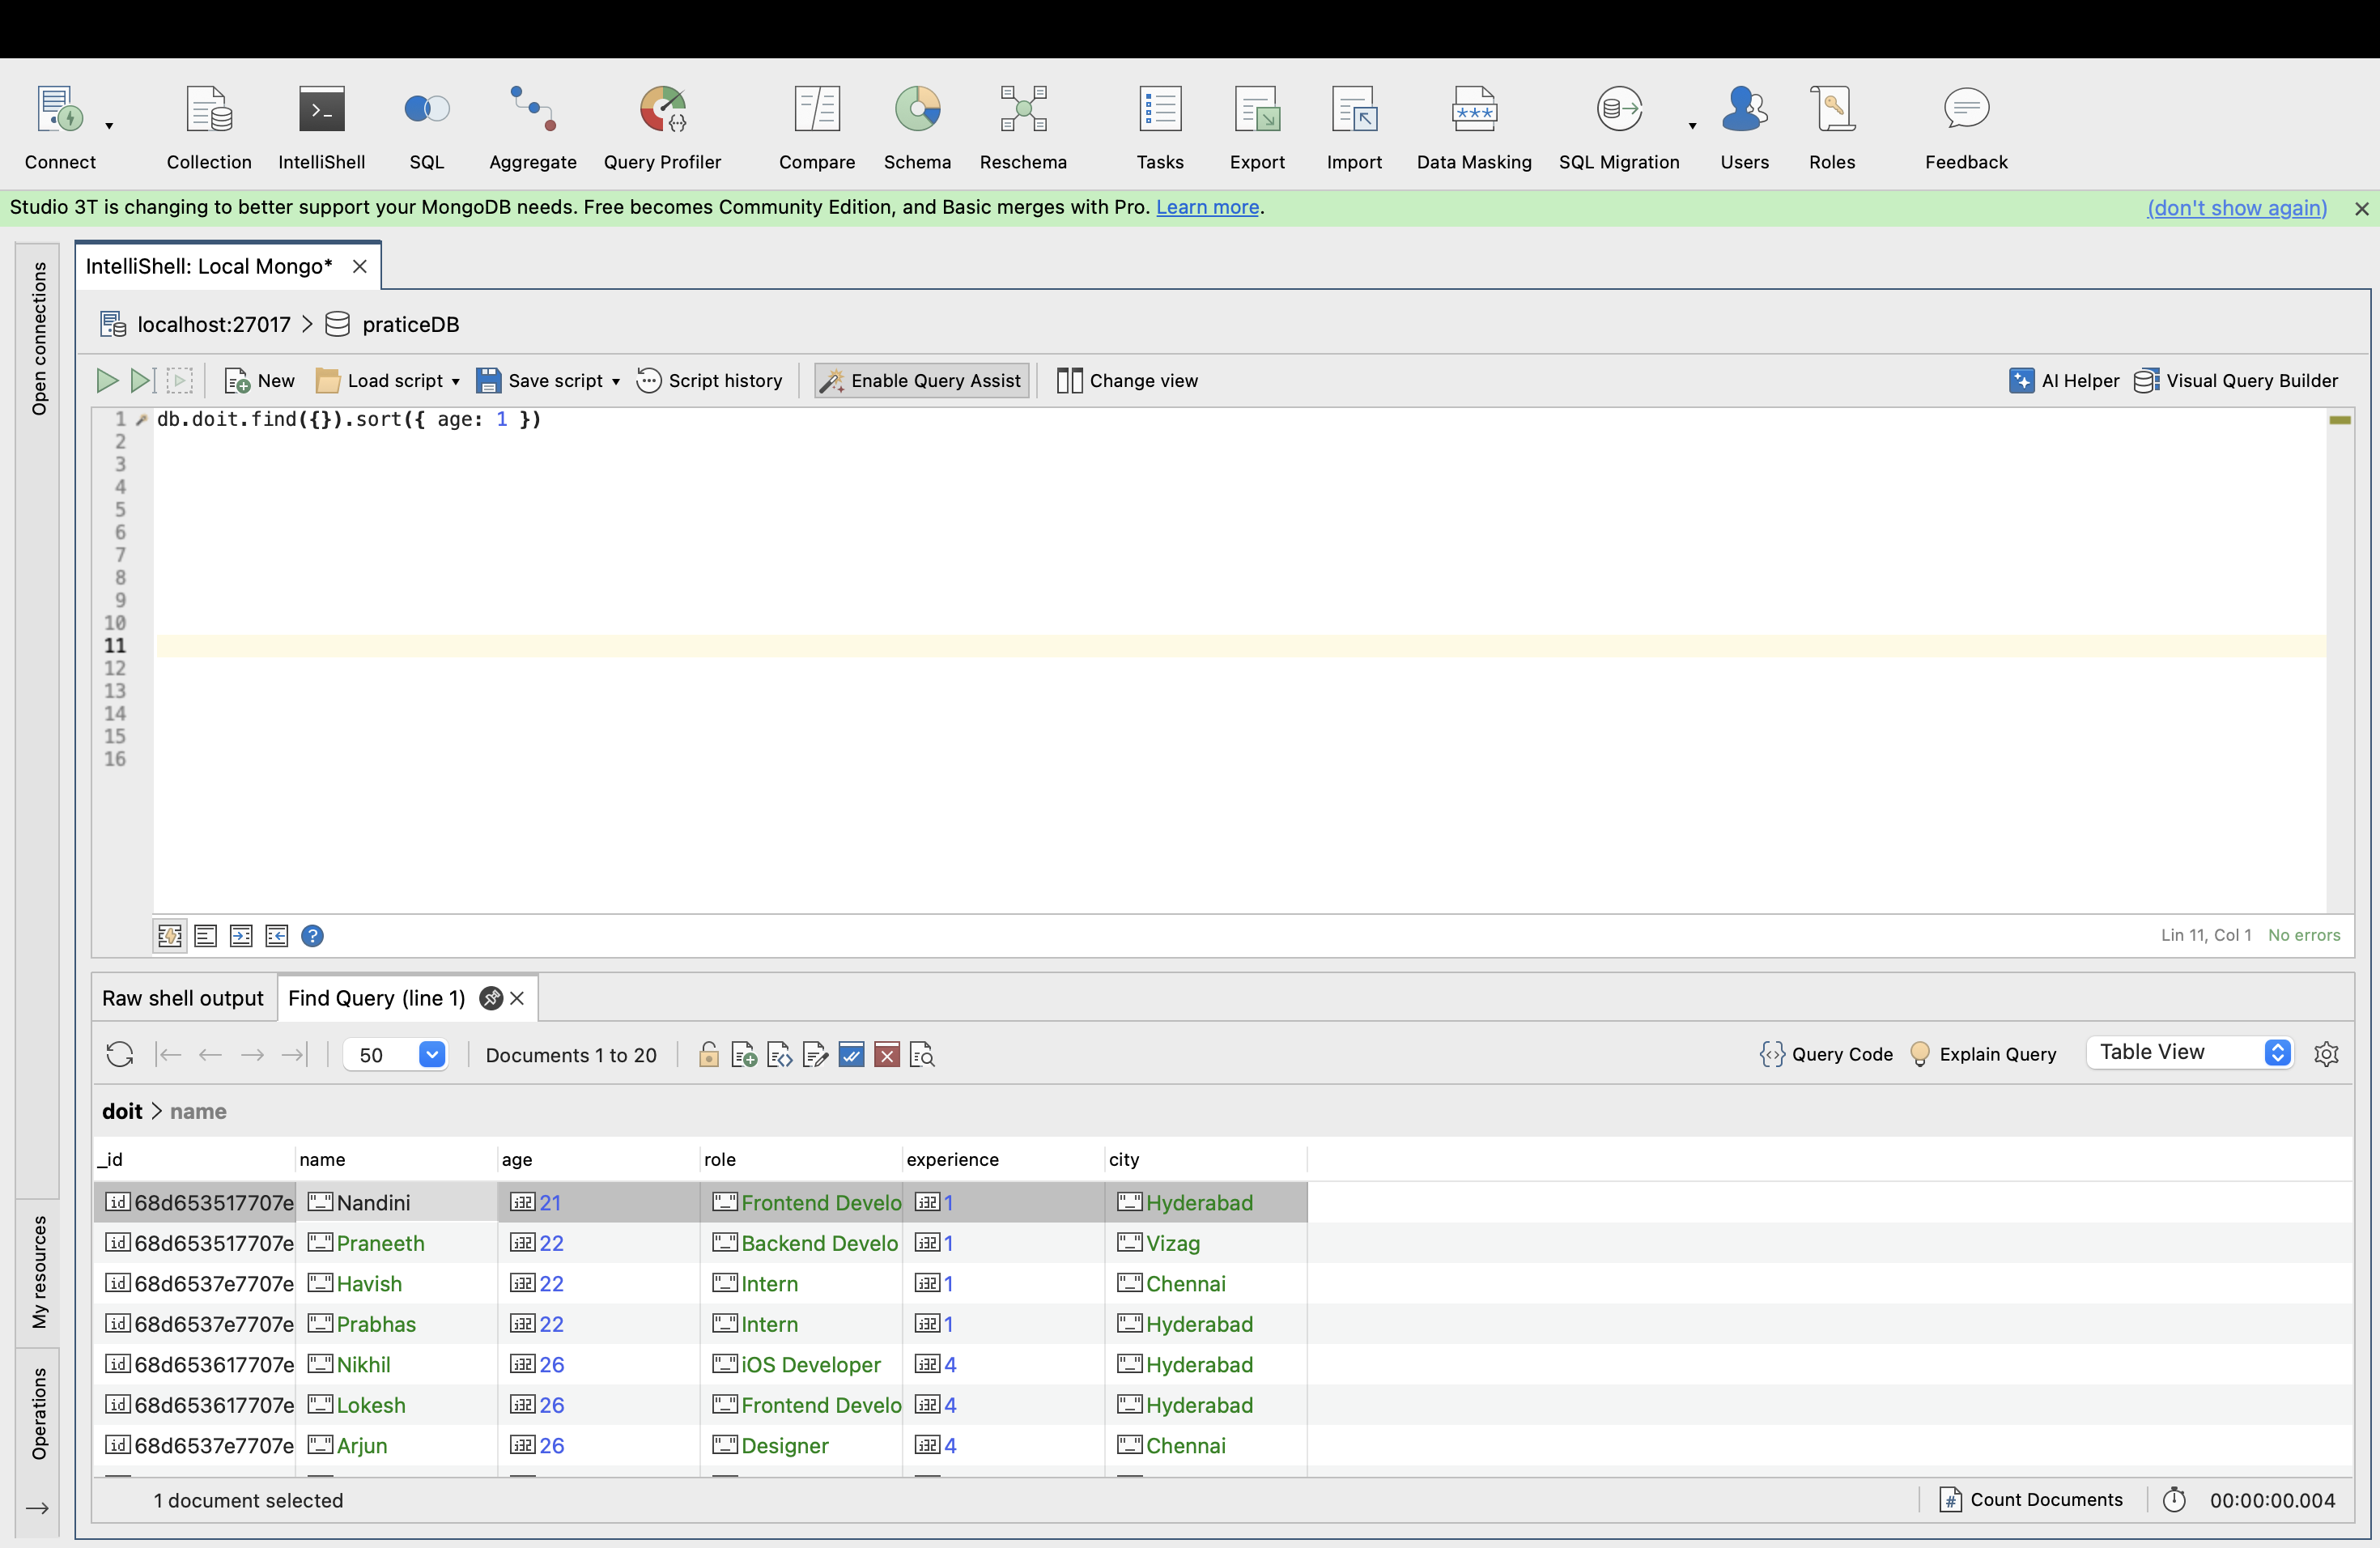 Connect Collection IntelliShell SQL Aggregate Query Profiler Compare Schema Reschema Tasks Export Import Data Masking SQL Migration Users Roles Feedback
Studio 3T is changing to better support your MongoDB needs. Free becomes Community Edition, and Basic merges with Pro. Learn more. (don't show again)
Open connections
My resources
Operations
IntelliShell: Local Mongo*
localhost:27017 > praticeDB
New Load script Save script Script history Enable Query Assist Change view AI Helper Visual Query Builder
1 db.doit.find({}).sort({ age: 1 })
2
3
4
5
6
7
8
9
10
11
12
13
14
15
16
Lin 11, Col 1 No errors
Raw shell output Find Query (line 1)
50 Documents 1 to 20 Query Code Explain Query Table View
doit > name
_id name age role experience city
68d653517707e Nandini 21 Frontend Develo 1 Hyderabad
68d653517707e Praneeth 22 Backend Develo 1 Vizag
68d6537e7707e Havish 22 Intern 1 Chennai
68d6537e7707e Prabhas 22 Intern 1 Hyderabad
68d653617707e Nikhil 26 iOS Developer 4 Hyderabad
68d653617707e Lokesh 26 Frontend Develo 4 Hyderabad
68d6537e7707e Arjun 26 Designer 4 Chennai
1 document selected Count Documents 00:00:00.004